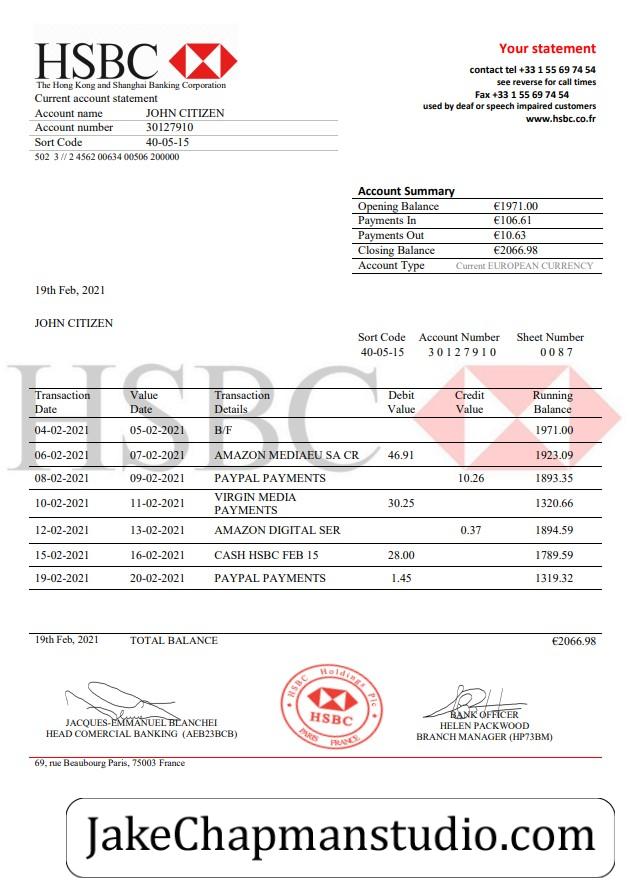 HSBC
The Hong Kong and Shanghai Banking Corporation
Current account statement
Account name JOHN CITIZEN
Account number 30127910
Sort Code 40-05-15
502 3 // 2 4562 00634 00506 200000
Your statement
contact tel +33 1 55 69 74 54
see reverse for call times
Fax +33 1 55 69 74 54
used by deaf or speech impaired customers
www.hsbc.co.fr
Account Summary
Opening Balance €1971.00
Payments In €106.61
Payments Out €10.63
Closing Balance €2066.98
Account Type Current EUROPEAN CURRENCY
19th Feb, 2021
JOHN CITIZEN
Sort Code Account Number Sheet Number
40-05-15 3 0 1 2 7 9 1 0 0 0 8 7
HSBC
Transaction Date Value Date Transaction Details Debit Value Credit Value Running Balance
04-02-2021 05-02-2021 B/F 1971.00
06-02-2021 07-02-2021 AMAZON MEDIAEU SA CR 46.91 1923.09
08-02-2021 09-02-2021 PAYPAL PAYMENTS 10.26 1893.35
10-02-2021 11-02-2021 VIRGIN MEDIA PAYMENTS 30.25 1320.66
12-02-2021 13-02-2021 AMAZON DIGITAL SER 0.37 1894.59
15-02-2021 16-02-2021 CASH HSBC FEB 15 28.00 1789.59
19-02-2021 20-02-2021 PAYPAL PAYMENTS 1.45 1319.32
19th Feb, 2021 TOTAL BALANCE €2066.98
JACQUES-EMMANUEL BLANCHEI
HEAD COMERCIAL BANKING (AEB23BCB)
HSBC Holdings Plc
HSBC
PARIS FRANCE
BANK OFFICER
HELEN PACKWOOD
BRANCH MANAGER (HP73BM)
69, rue Beaubourg Paris, 75003 France
JakeChapmanstudio.com